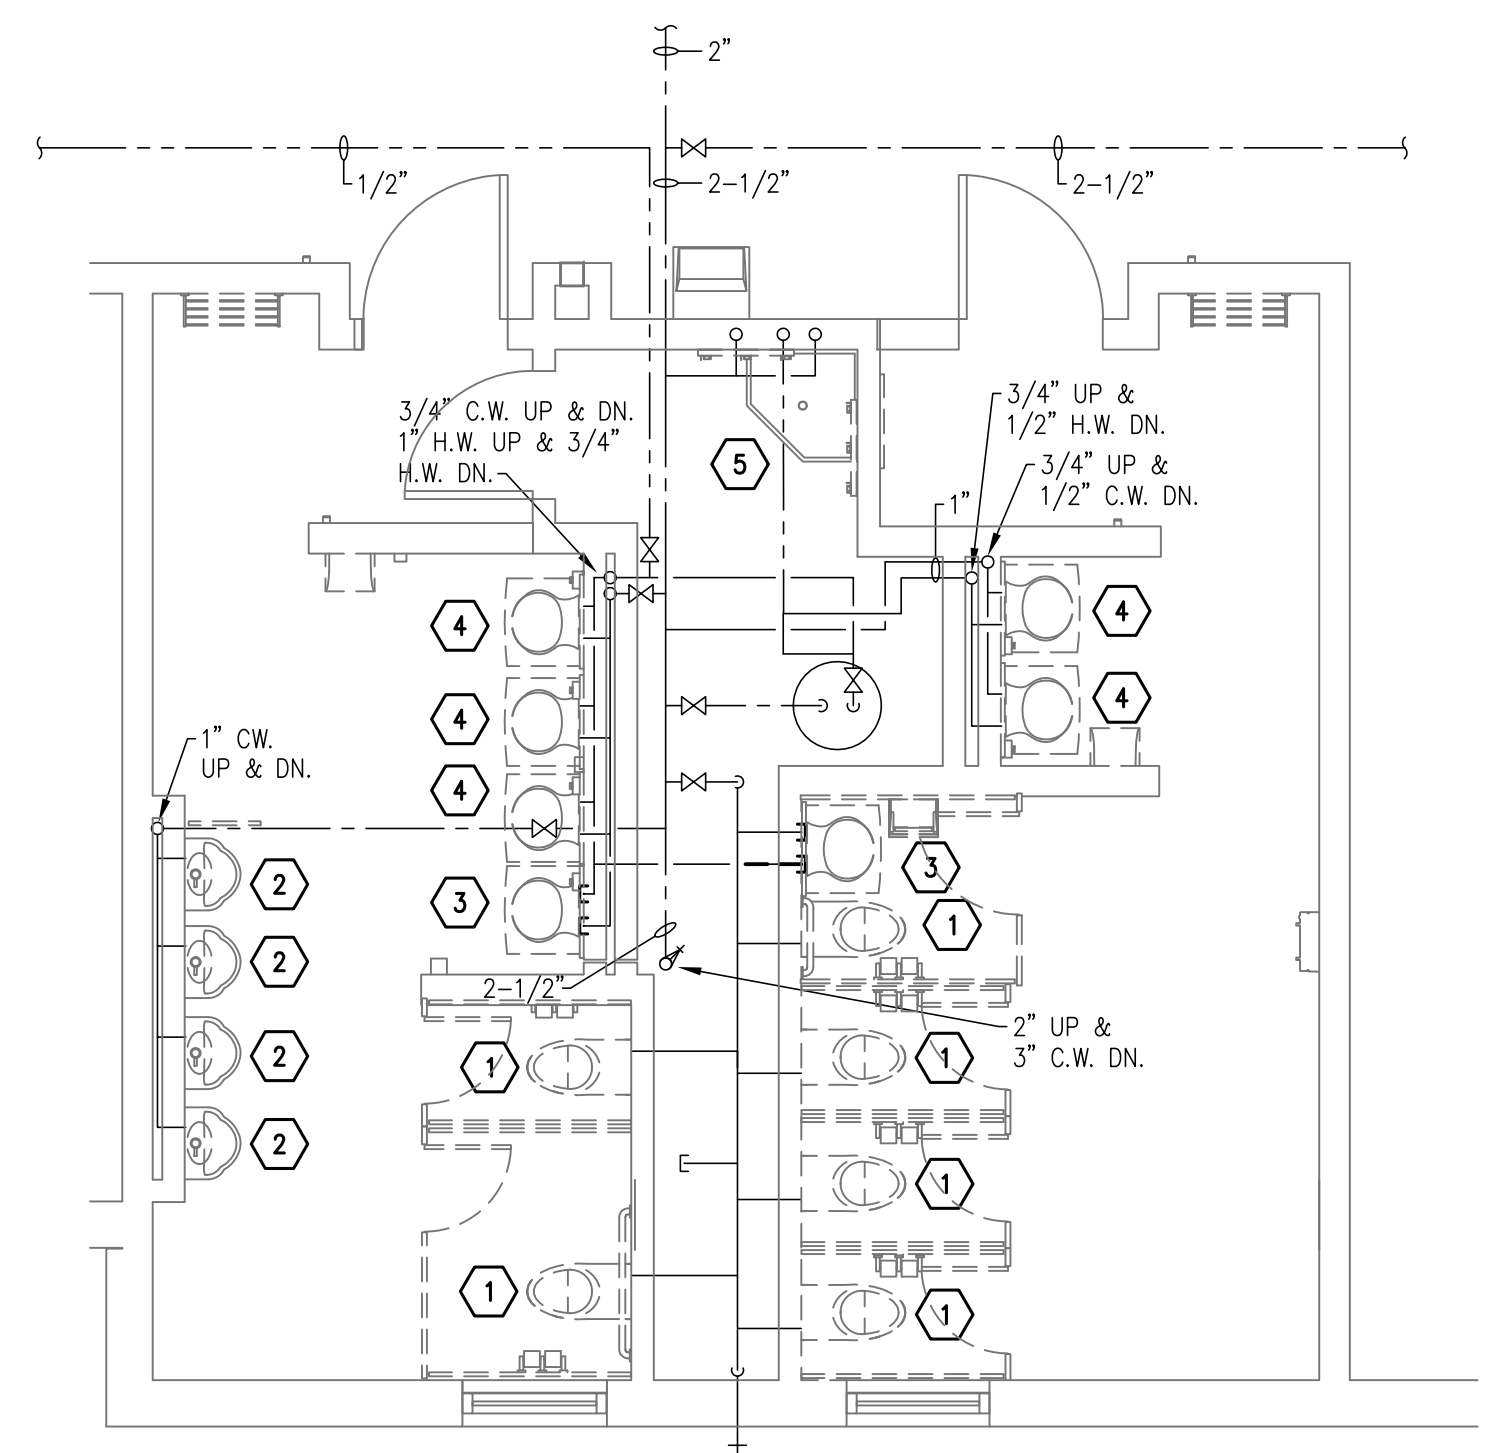 2”
1/2”
2-1/2”
2-1/2”
3/4” C.W. UP & DN.
1” H.W. UP & 3/4”
H.W. DN.
3/4” UP &
1/2” H.W. DN.
3/4” UP &
1/2” C.W. DN.
5
1”
4
4
4
4
1” CW.
UP & DN.
4
3
2
3
1
2
2-1/2”
2” UP &
3” C.W. DN.
2
1
1
2
1
1
1